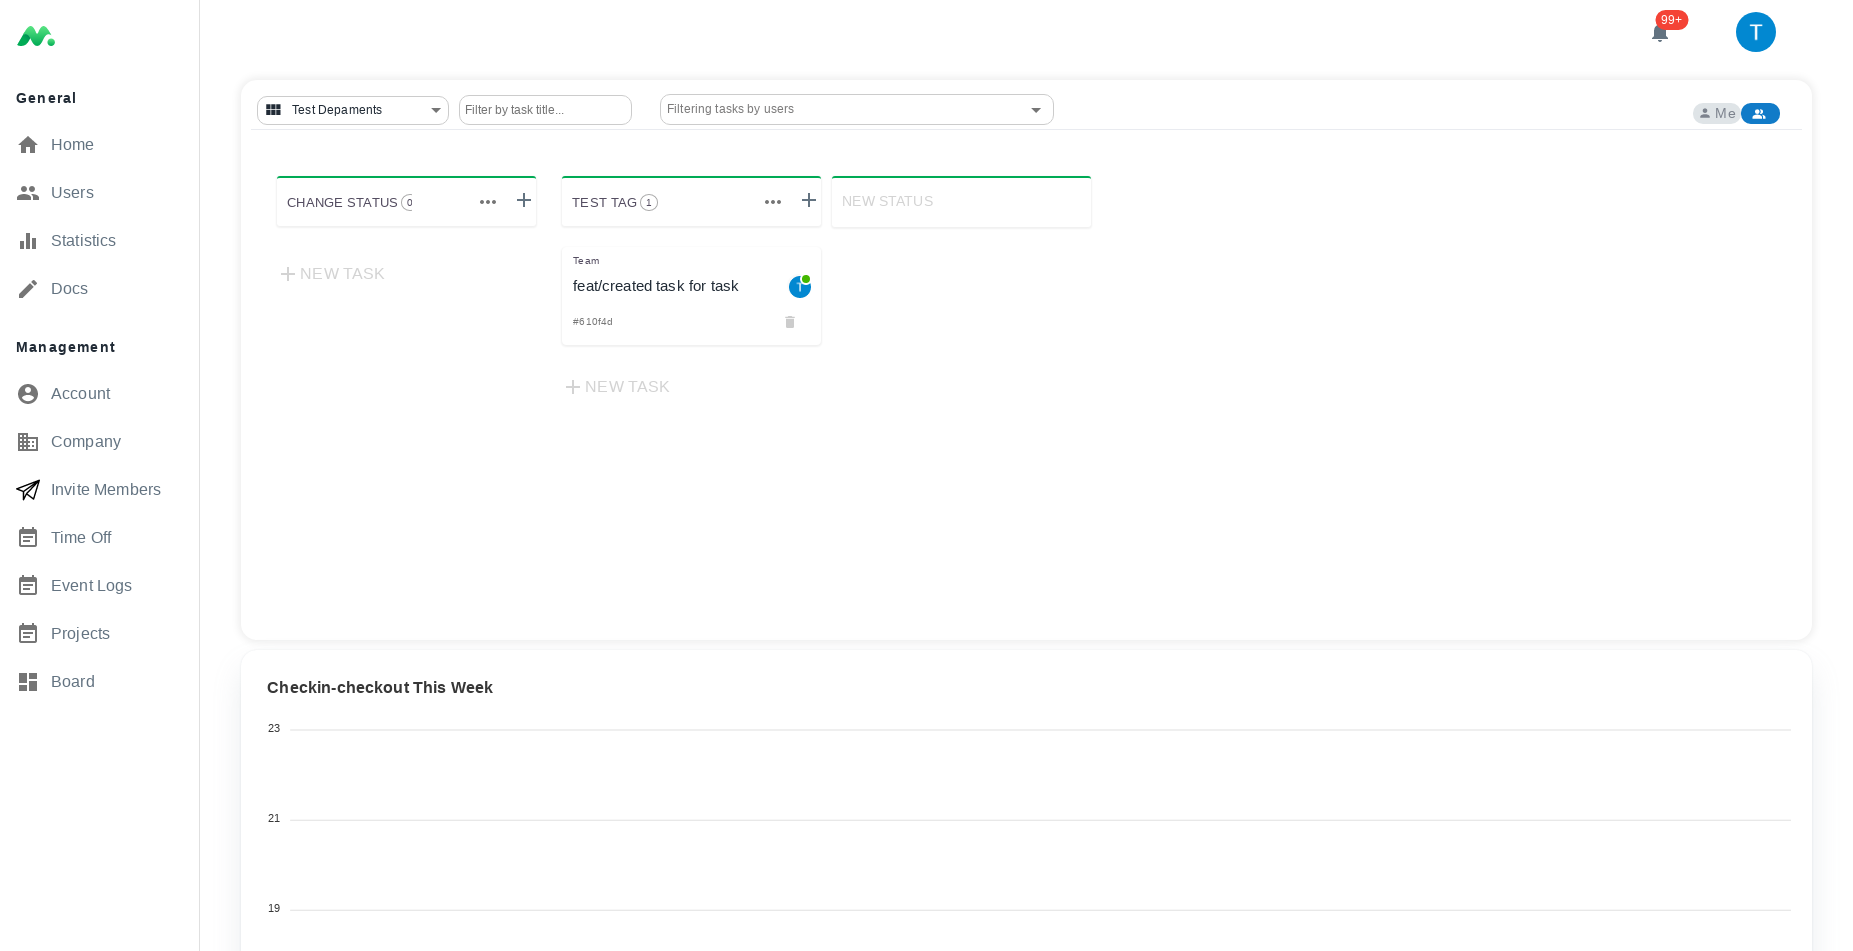 99+
T
General
Home
Users
Statistics
Docs
Management
Account
Company
Invite Members
Time Off
Event Logs
Projects
Board
Test Depaments
Filter by task title...
Filtering tasks by users
Me
CHANGE STATUS 0
TEST TAG 1
NEW STATUS
NEW TASK
Team
feat/created task for task
T
#610f4d
NEW TASK
Checkin-checkout This Week
23
21
19